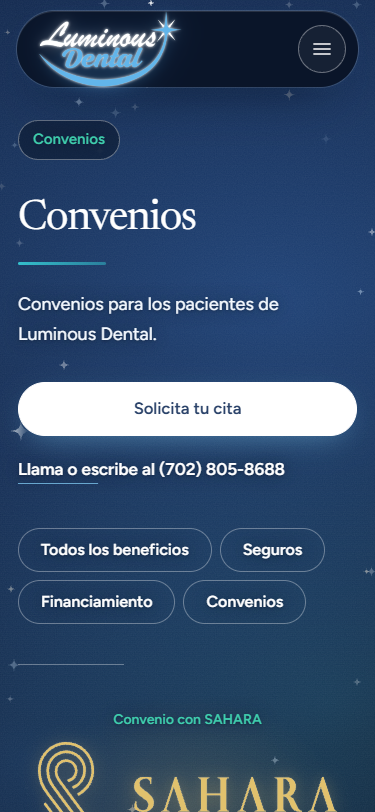 Luminous
Dental
Convenios
Convenios
Convenios para los pacientes de
Luminous Dental.
Solicita tu cita
Llama o escribe al (702) 805-8688
Todos los beneficios
Seguros
Financiamiento
Convenios
Convenio con SAHARA
SAHARA